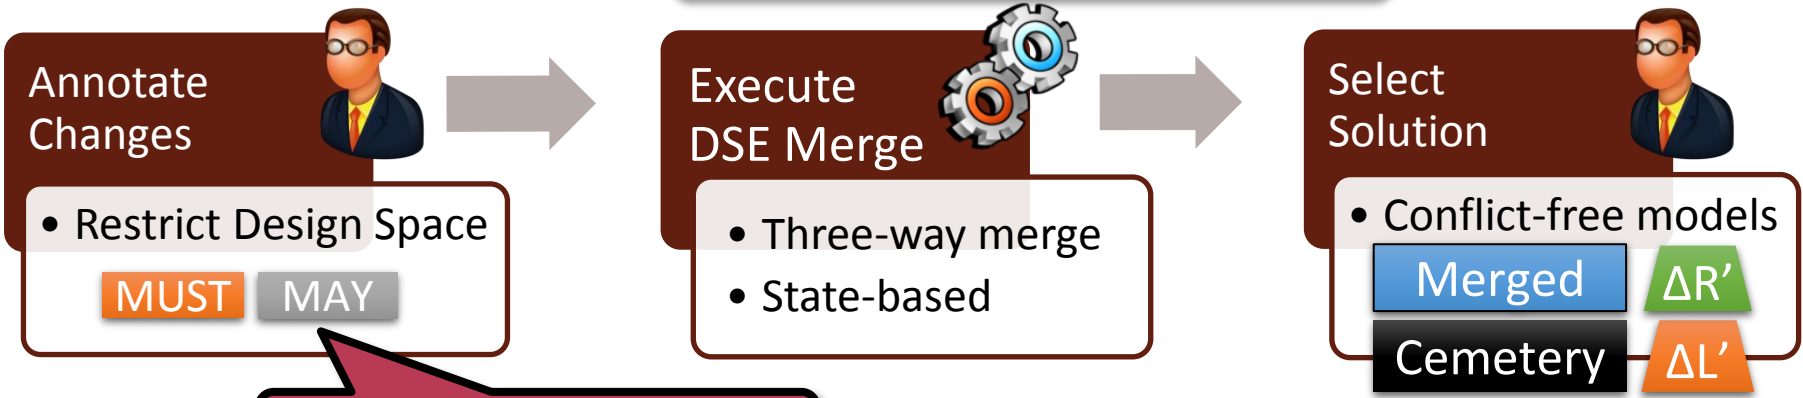 Annotate
Changes
• Restrict Design Space
MUST MAY
Execute
DSE Merge
• Three-way merge
• State-based
Select
Solution
• Conflict-free models
Merged ΔR’
Cemetery ΔL’